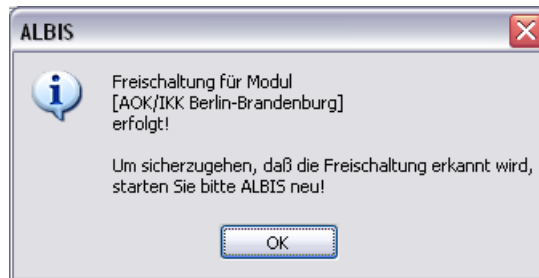 ALBIS
Freischaltung für Modul
[AOK/IKK Berlin-Brandenburg]
erfolgt!
Um sicherzugehen, daß die Freischaltung erkannt wird,
starten Sie bitte ALBIS neu!
OK